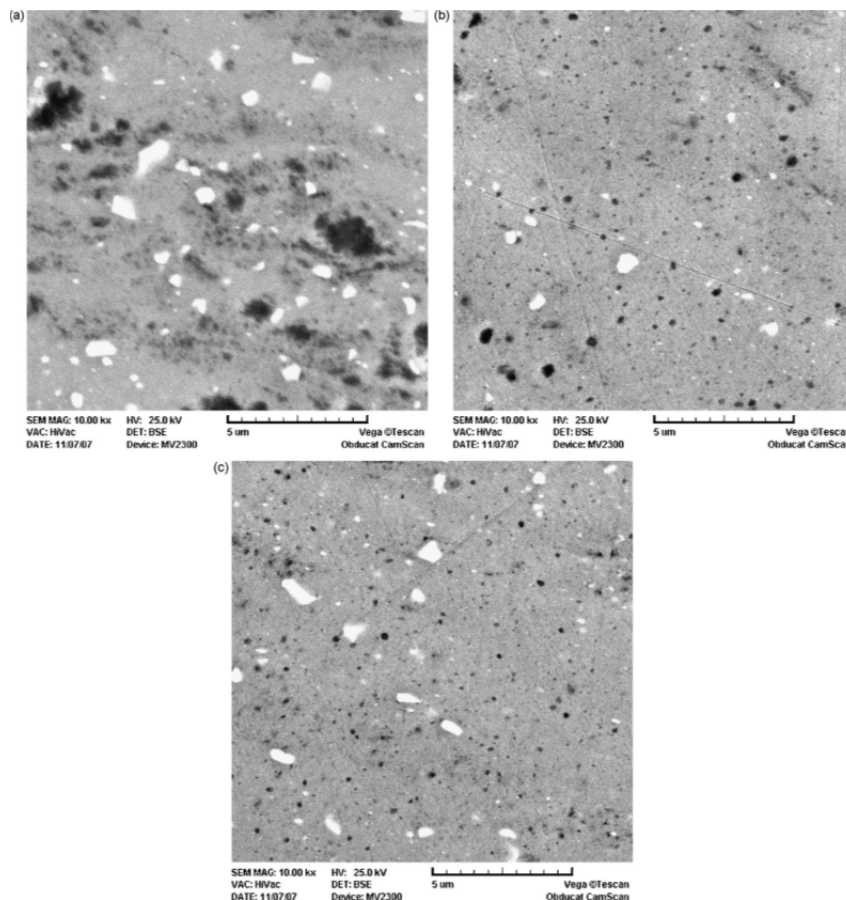 (a)
SEM MAG: 10.00 kx HV: 25.0 kV
VAC: HiVac DET: BSE 5 um Vega ©Tescan
DATE: 11/07/07 Device: MV2300 Obducat CamScan
(b)
SEM MAG: 10.00 kx HV: 25.0 kV
VAC: HiVac DET: BSE 5 um Vega ©Tescan
DATE: 11/07/07 Device: MV2300 Obducat CamScan
(c)
SEM MAG: 10.00 kx HV: 25.0 kV
VAC: HiVac DET: BSE 5 um Vega ©Tescan
DATE: 11/07/07 Device: MV2300 Obducat CamScan